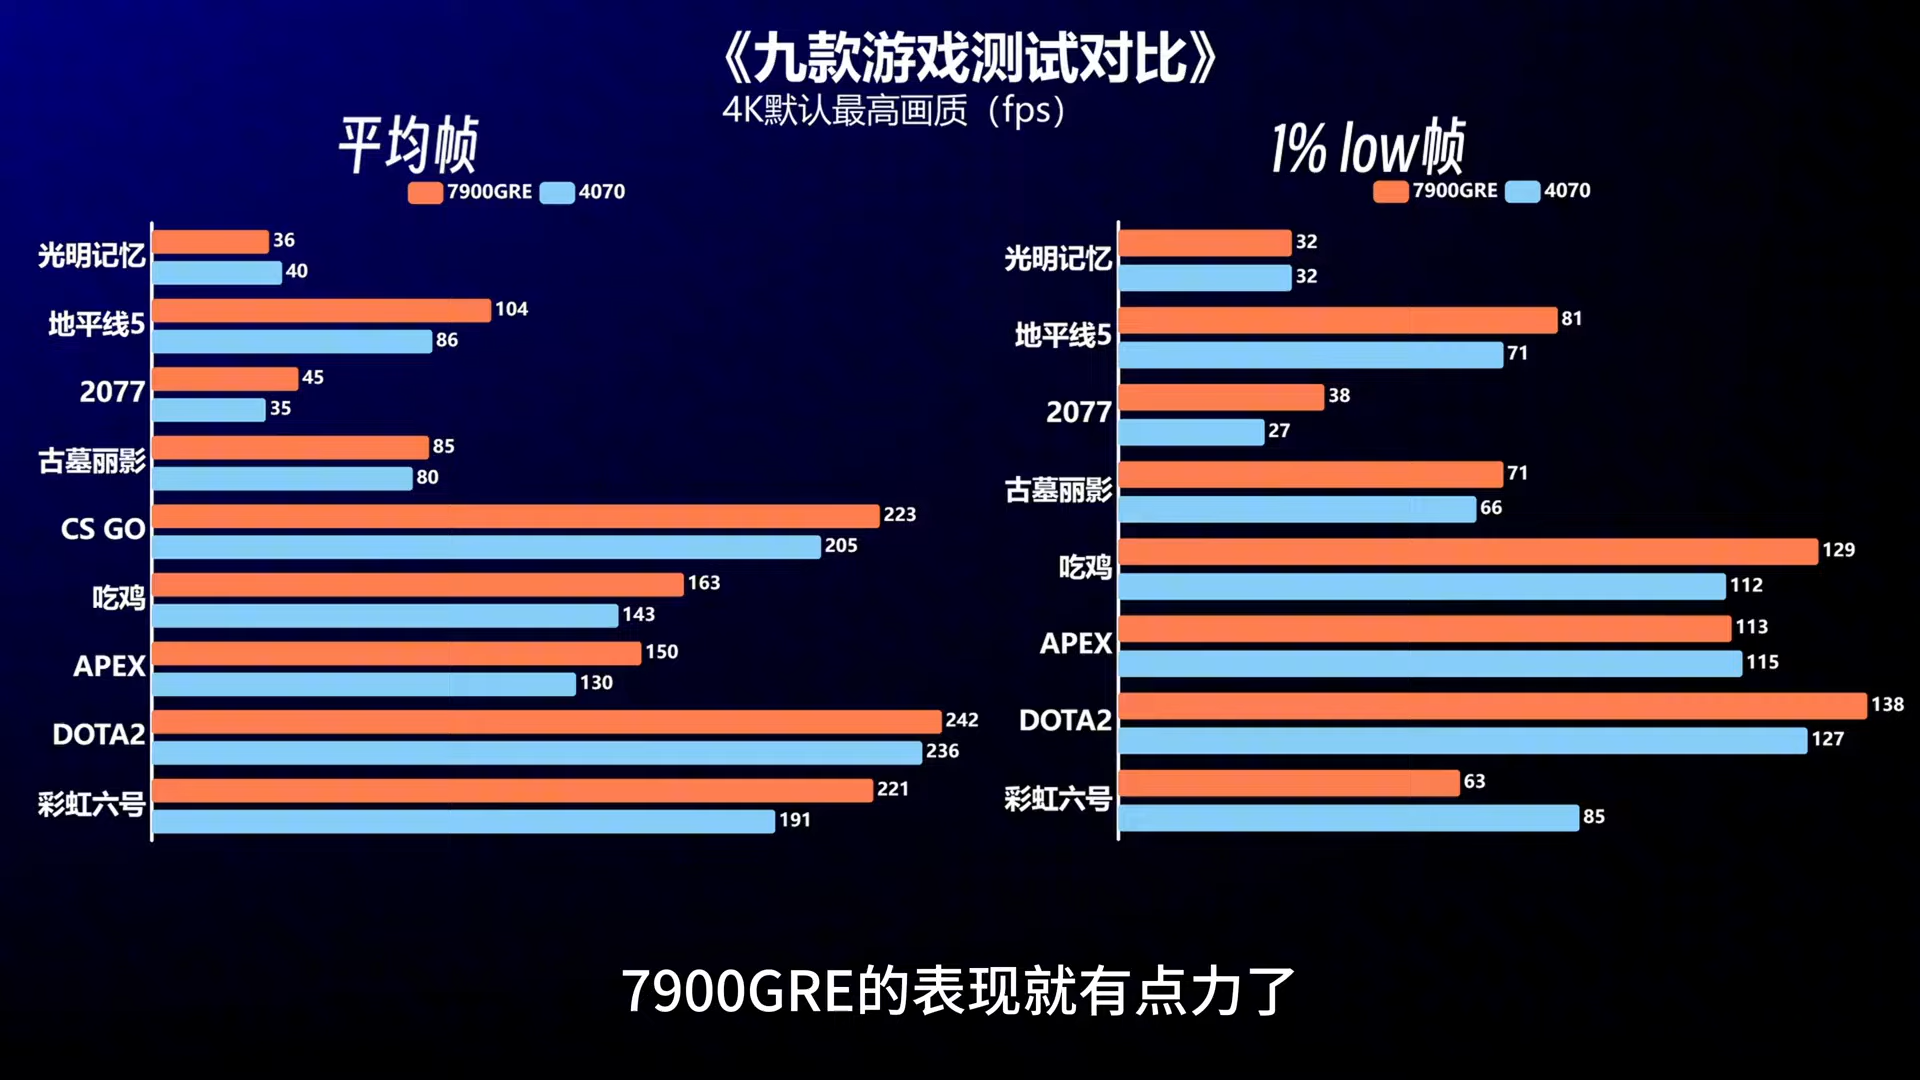 《九款游戏测试对比》
4K默认最高画质（fps）
平均帧
7900GRE 4070
光明记忆 36
40
地平线5 104
86
2077 45
35
古墓丽影 85
80
CS GO 223
205
吃鸡 163
143
APEX 150
130
DOTA2 242
236
彩虹六号 221
191
1% low帧
7900GRE 4070
光明记忆 32
32
地平线5 81
71
2077 38
27
古墓丽影 71
66
吃鸡 129
112
APEX 113
115
DOTA2 138
127
彩虹六号 63
85
7900GRE的表现就有点力了